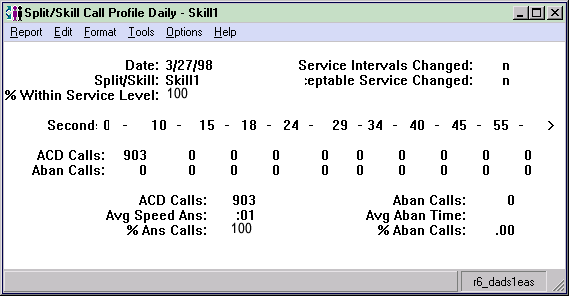 Split/Skill Call Profile Daily - Skill1
Report Edit Format Tools Options Help
Date: 3/27/98 Service Intervals Changed: n
Split/Skill: Skill1 :eptable Service Changed: n
% Within Service Level: 100
Second: 0 - 10 - 15 - 18 - 24 - 29 - 34 - 40 - 45 - 55 - >
ACD Calls: 903 0 0 0 0 0 0 0 0 0
Aban Calls: 0 0 0 0 0 0 0 0 0 0
ACD Calls: 903 Aban Calls: 0
Avg Speed Ans: :01 Avg Aban Time:
% Ans Calls: 100 % Aban Calls: .00
r6_dads1eas